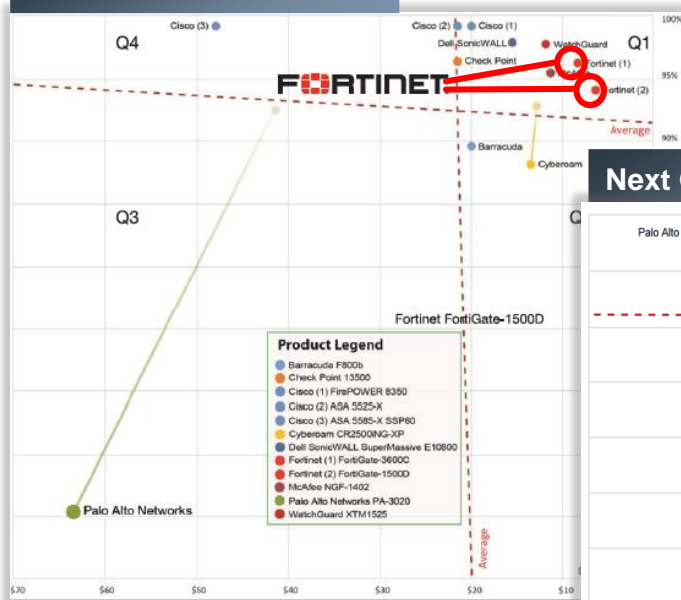 Cisco (3)
Cisco (2)
Cisco (1)
100%
Q4
Dell SonicWALL
WatchGuard
Q1
Check Point
Fortinet (1)
FORTINET
McAfee
95%
Fortinet (2)
Average
90%
Barracuda
Cyberoam
Next
Palo Alto
Q3
Fortinet FortiGate-1500D
Product Legend
Barracuda F800b
Check Point 13500
Cisco (1) FirePOWER 8350
Cisco (2) ASA 5525-X
Cisco (3) ASA 5585-X SSP60
Cyberoam CR2500iNG-XP
Dell SonicWALL SuperMassive E10800
Fortinet (1) FortiGate-3600C
Fortinet (2) FortiGate-1500D
McAfee NGF-1402
Palo Alto Networks PA-3020
WatchGuard XTM1525
Palo Alto Networks
Average
$70
$60
$50
$40
$30
$20
$10